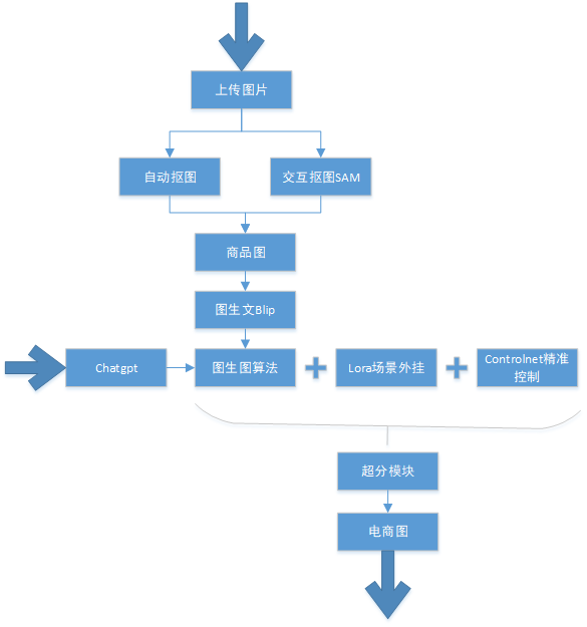 上传图片
自动抠图
交互抠图SAM
商品图
图生文Blip
Chatgpt
图生图算法
Lora场景外挂
Controlnet精准
控制
超分模块
电商图